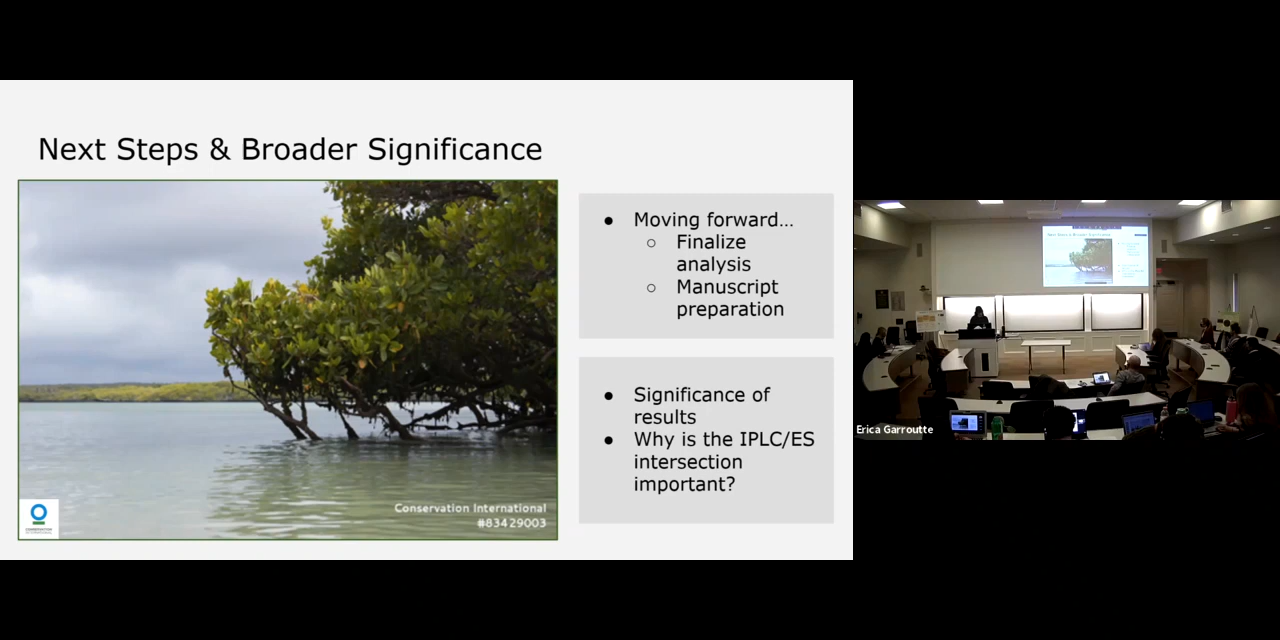 Next Steps & Broader Significance
● Moving forward…
○ Finalize
analysis
○ Manuscript
preparation
● Significance of
results
● Why is the IPLC/ES
intersection
important?
Conservation International
#83429003
Erica Garroutte